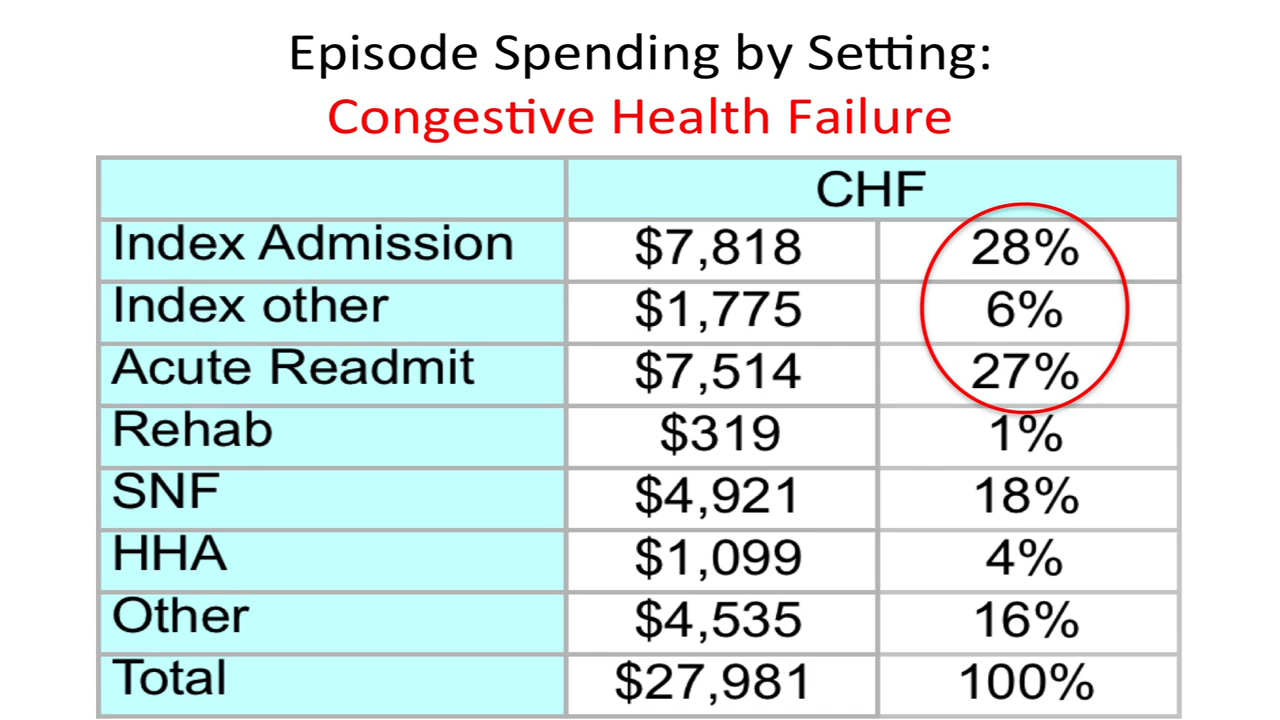 Episode Spending by Setting:
Congestive Health Failure
CHF
Index Admission $7,818 28%
Index other $1,775 6%
Acute Readmit $7,514 27%
Rehab $319 1%
SNF $4,921 18%
HHA $1,099 4%
Other $4,535 16%
Total $27,981 100%